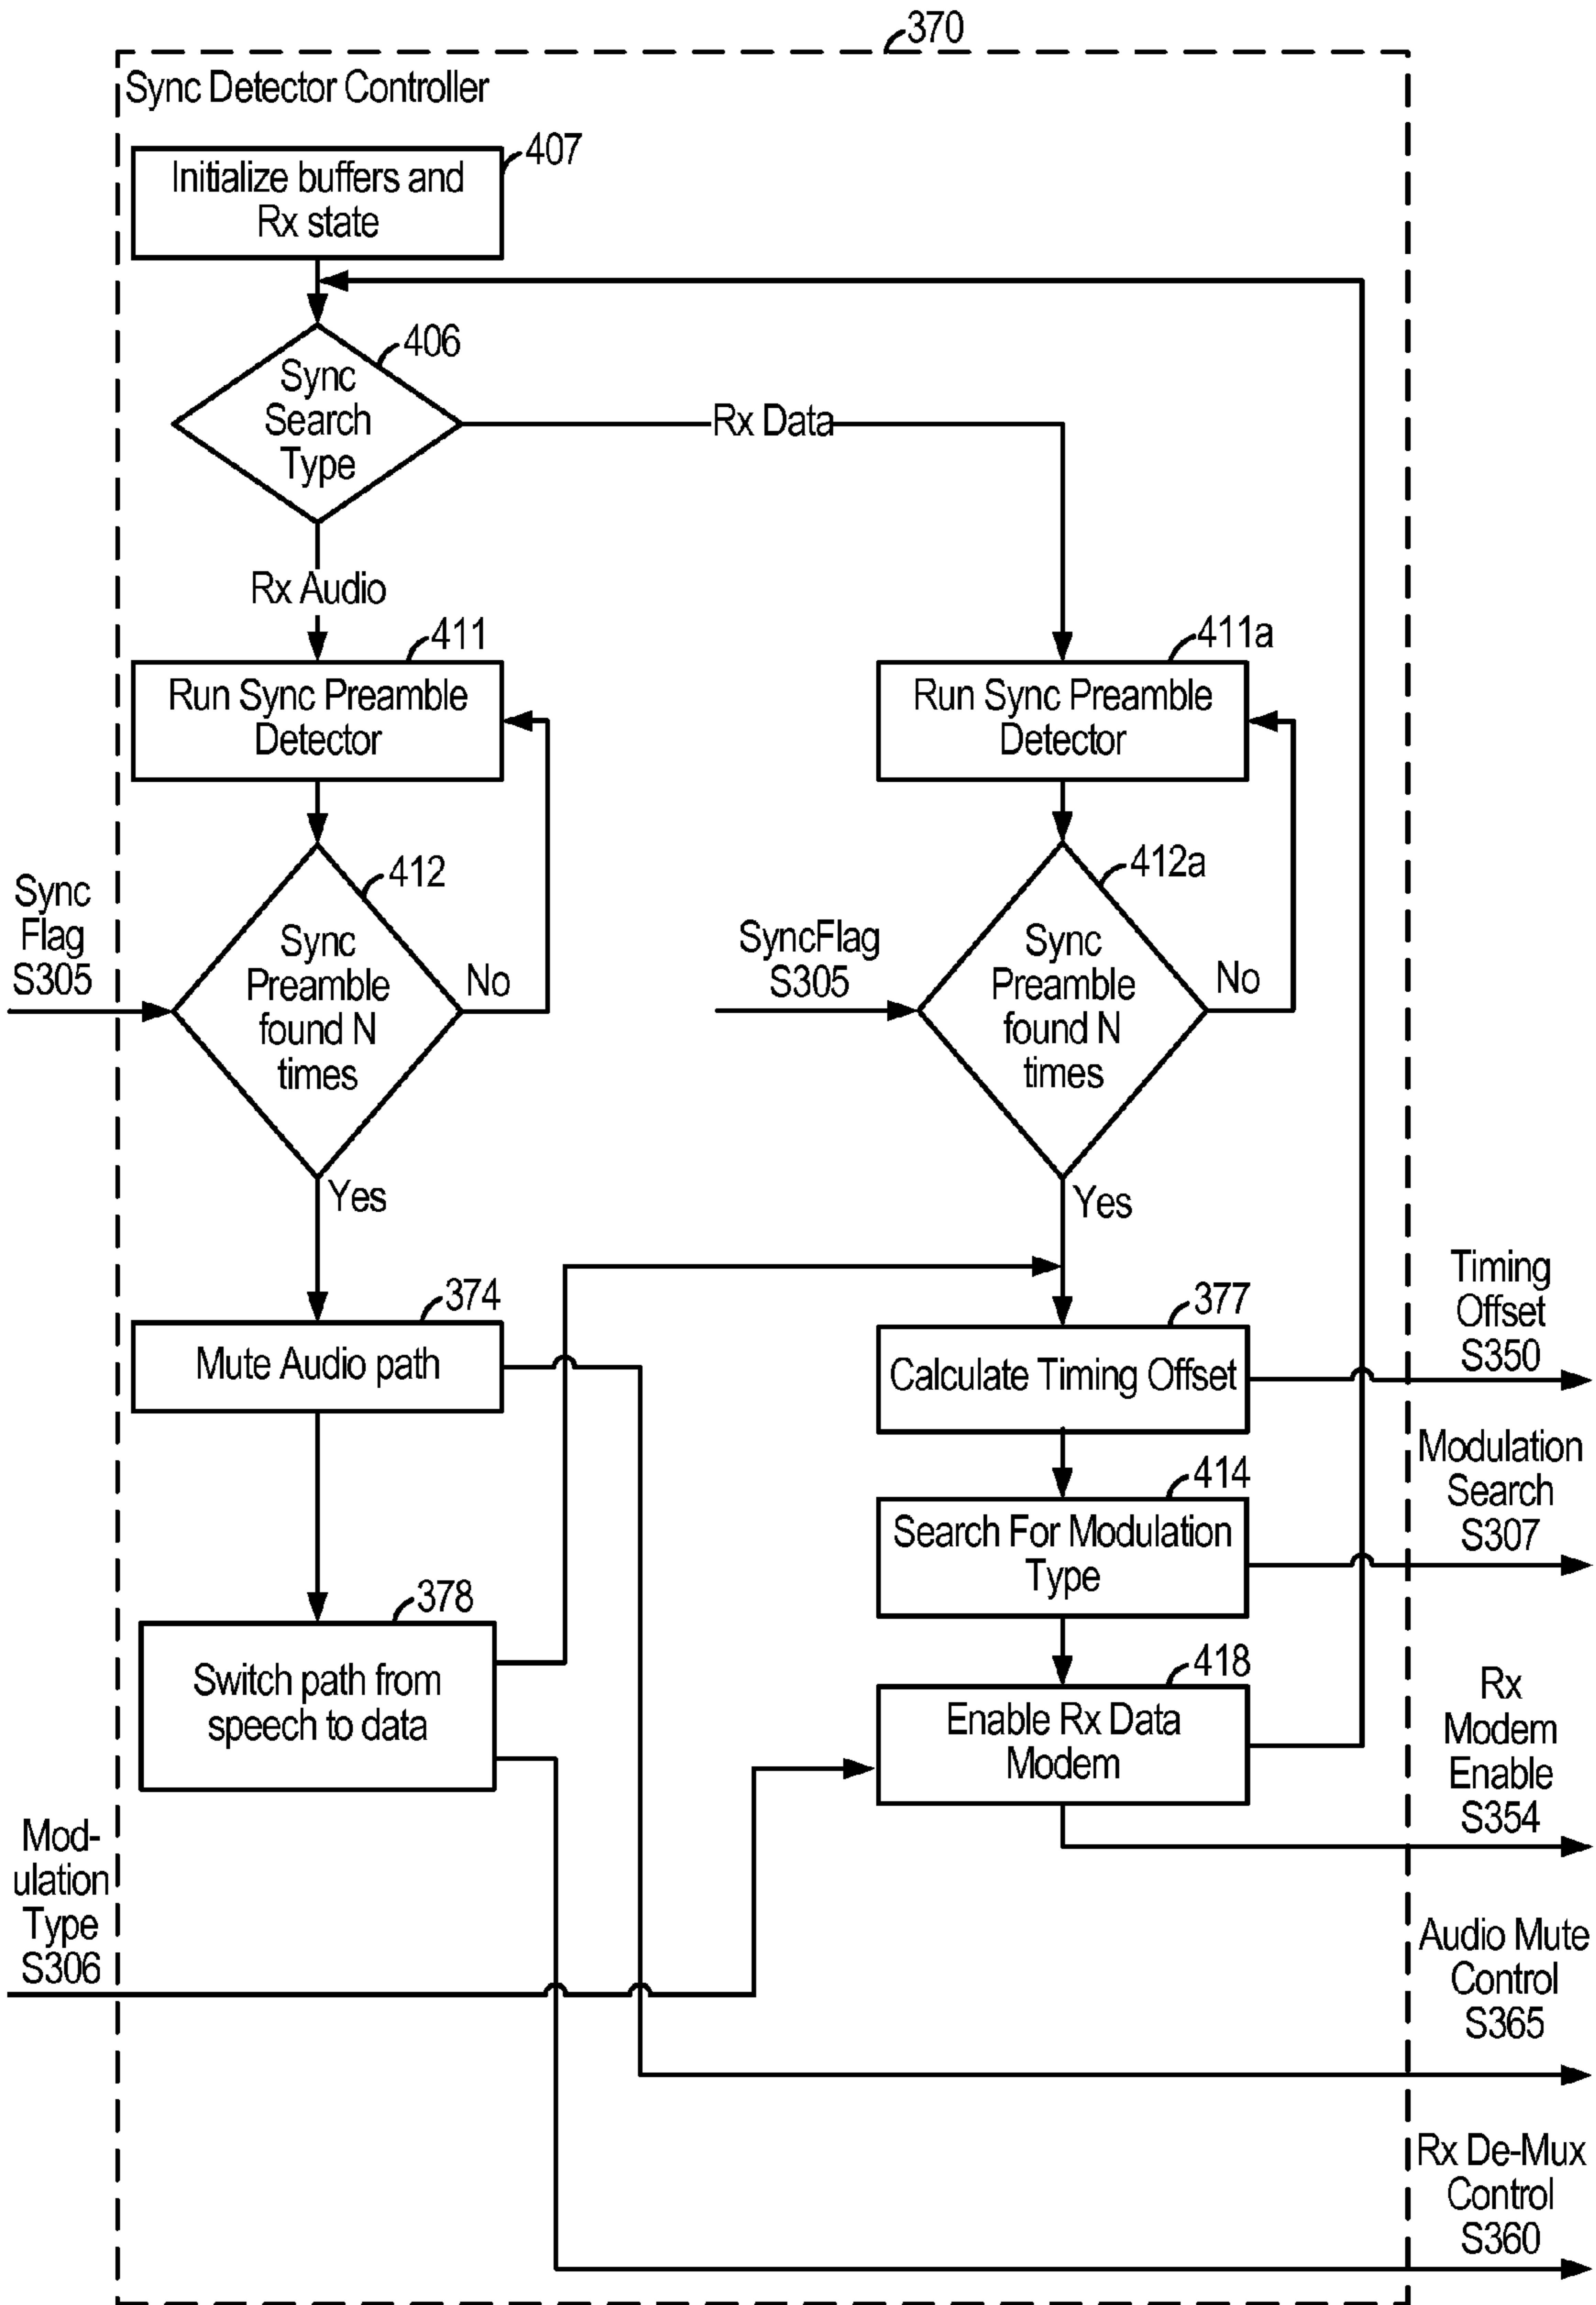 370
Sync Detector Controller
407
Initialize buffers and
Rx state
406
Sync
Search
Type
Rx Data
Rx Audio
411
Run Sync Preamble
Detector
411a
Run Sync Preamble
Detector
412
Sync
Preamble
found N
times
No
Sync
Flag
S305
Yes
412a
SyncFlag
S305
Sync
Preamble
found N
times
No
Yes
374
Mute Audio path
377
Calculate Timing Offset
Timing
Offset
S350
414
Search For Modulation
Type
Modulation
Search
S307
378
Switch path from
speech to data
418
Enable Rx Data
Modem
Rx
Modem
Enable
S354
Mod-
ulation
Type
S306
Audio Mute
Control
S365
Rx De-Mux
Control
S360